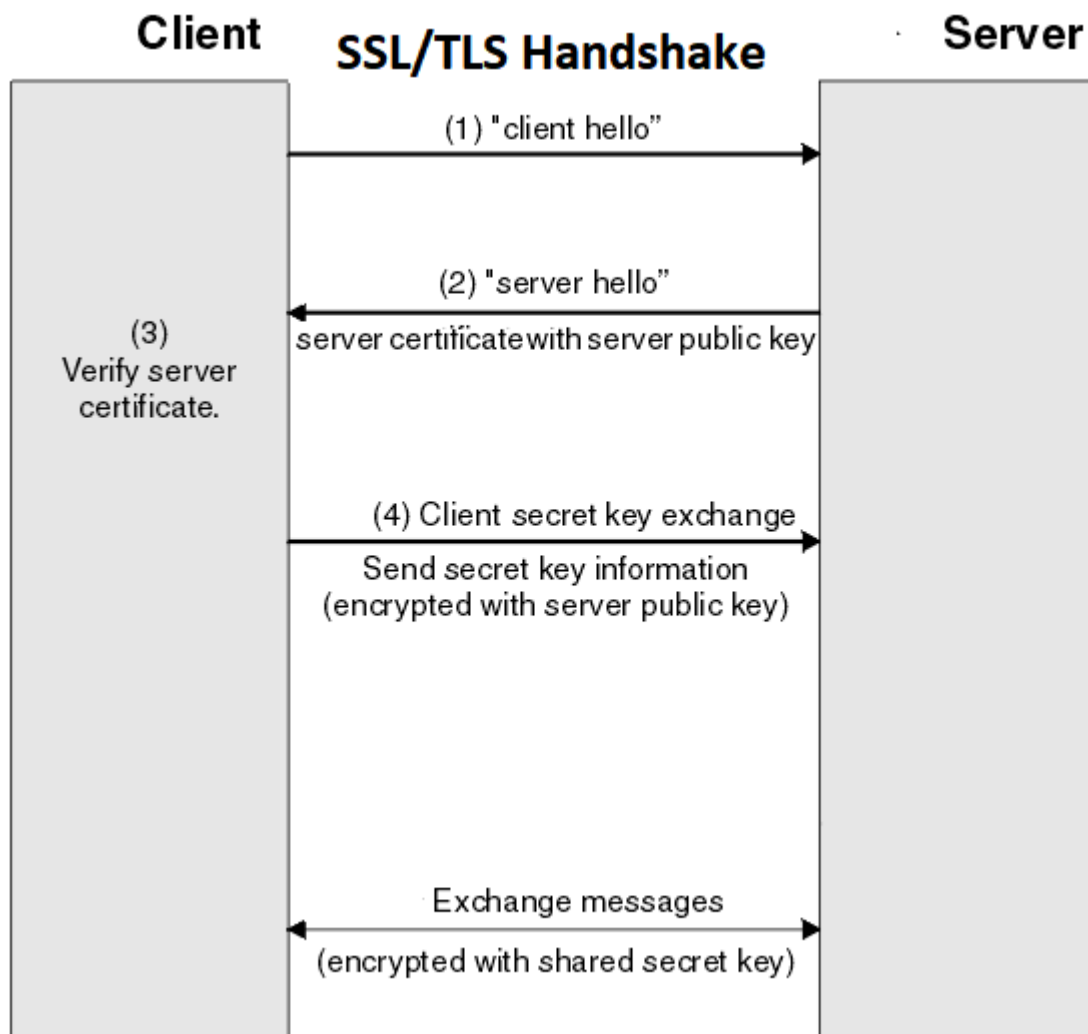 Client
SSL/TLS Handshake
Server
(1) "client hello”
(2) "server hello”
server certificate with server public key
(3)
Verify server
certificate.
(4) Client secret key exchange
Send secret key information
(encrypted with server public key)
Exchange messages
(encrypted with shared secret key)